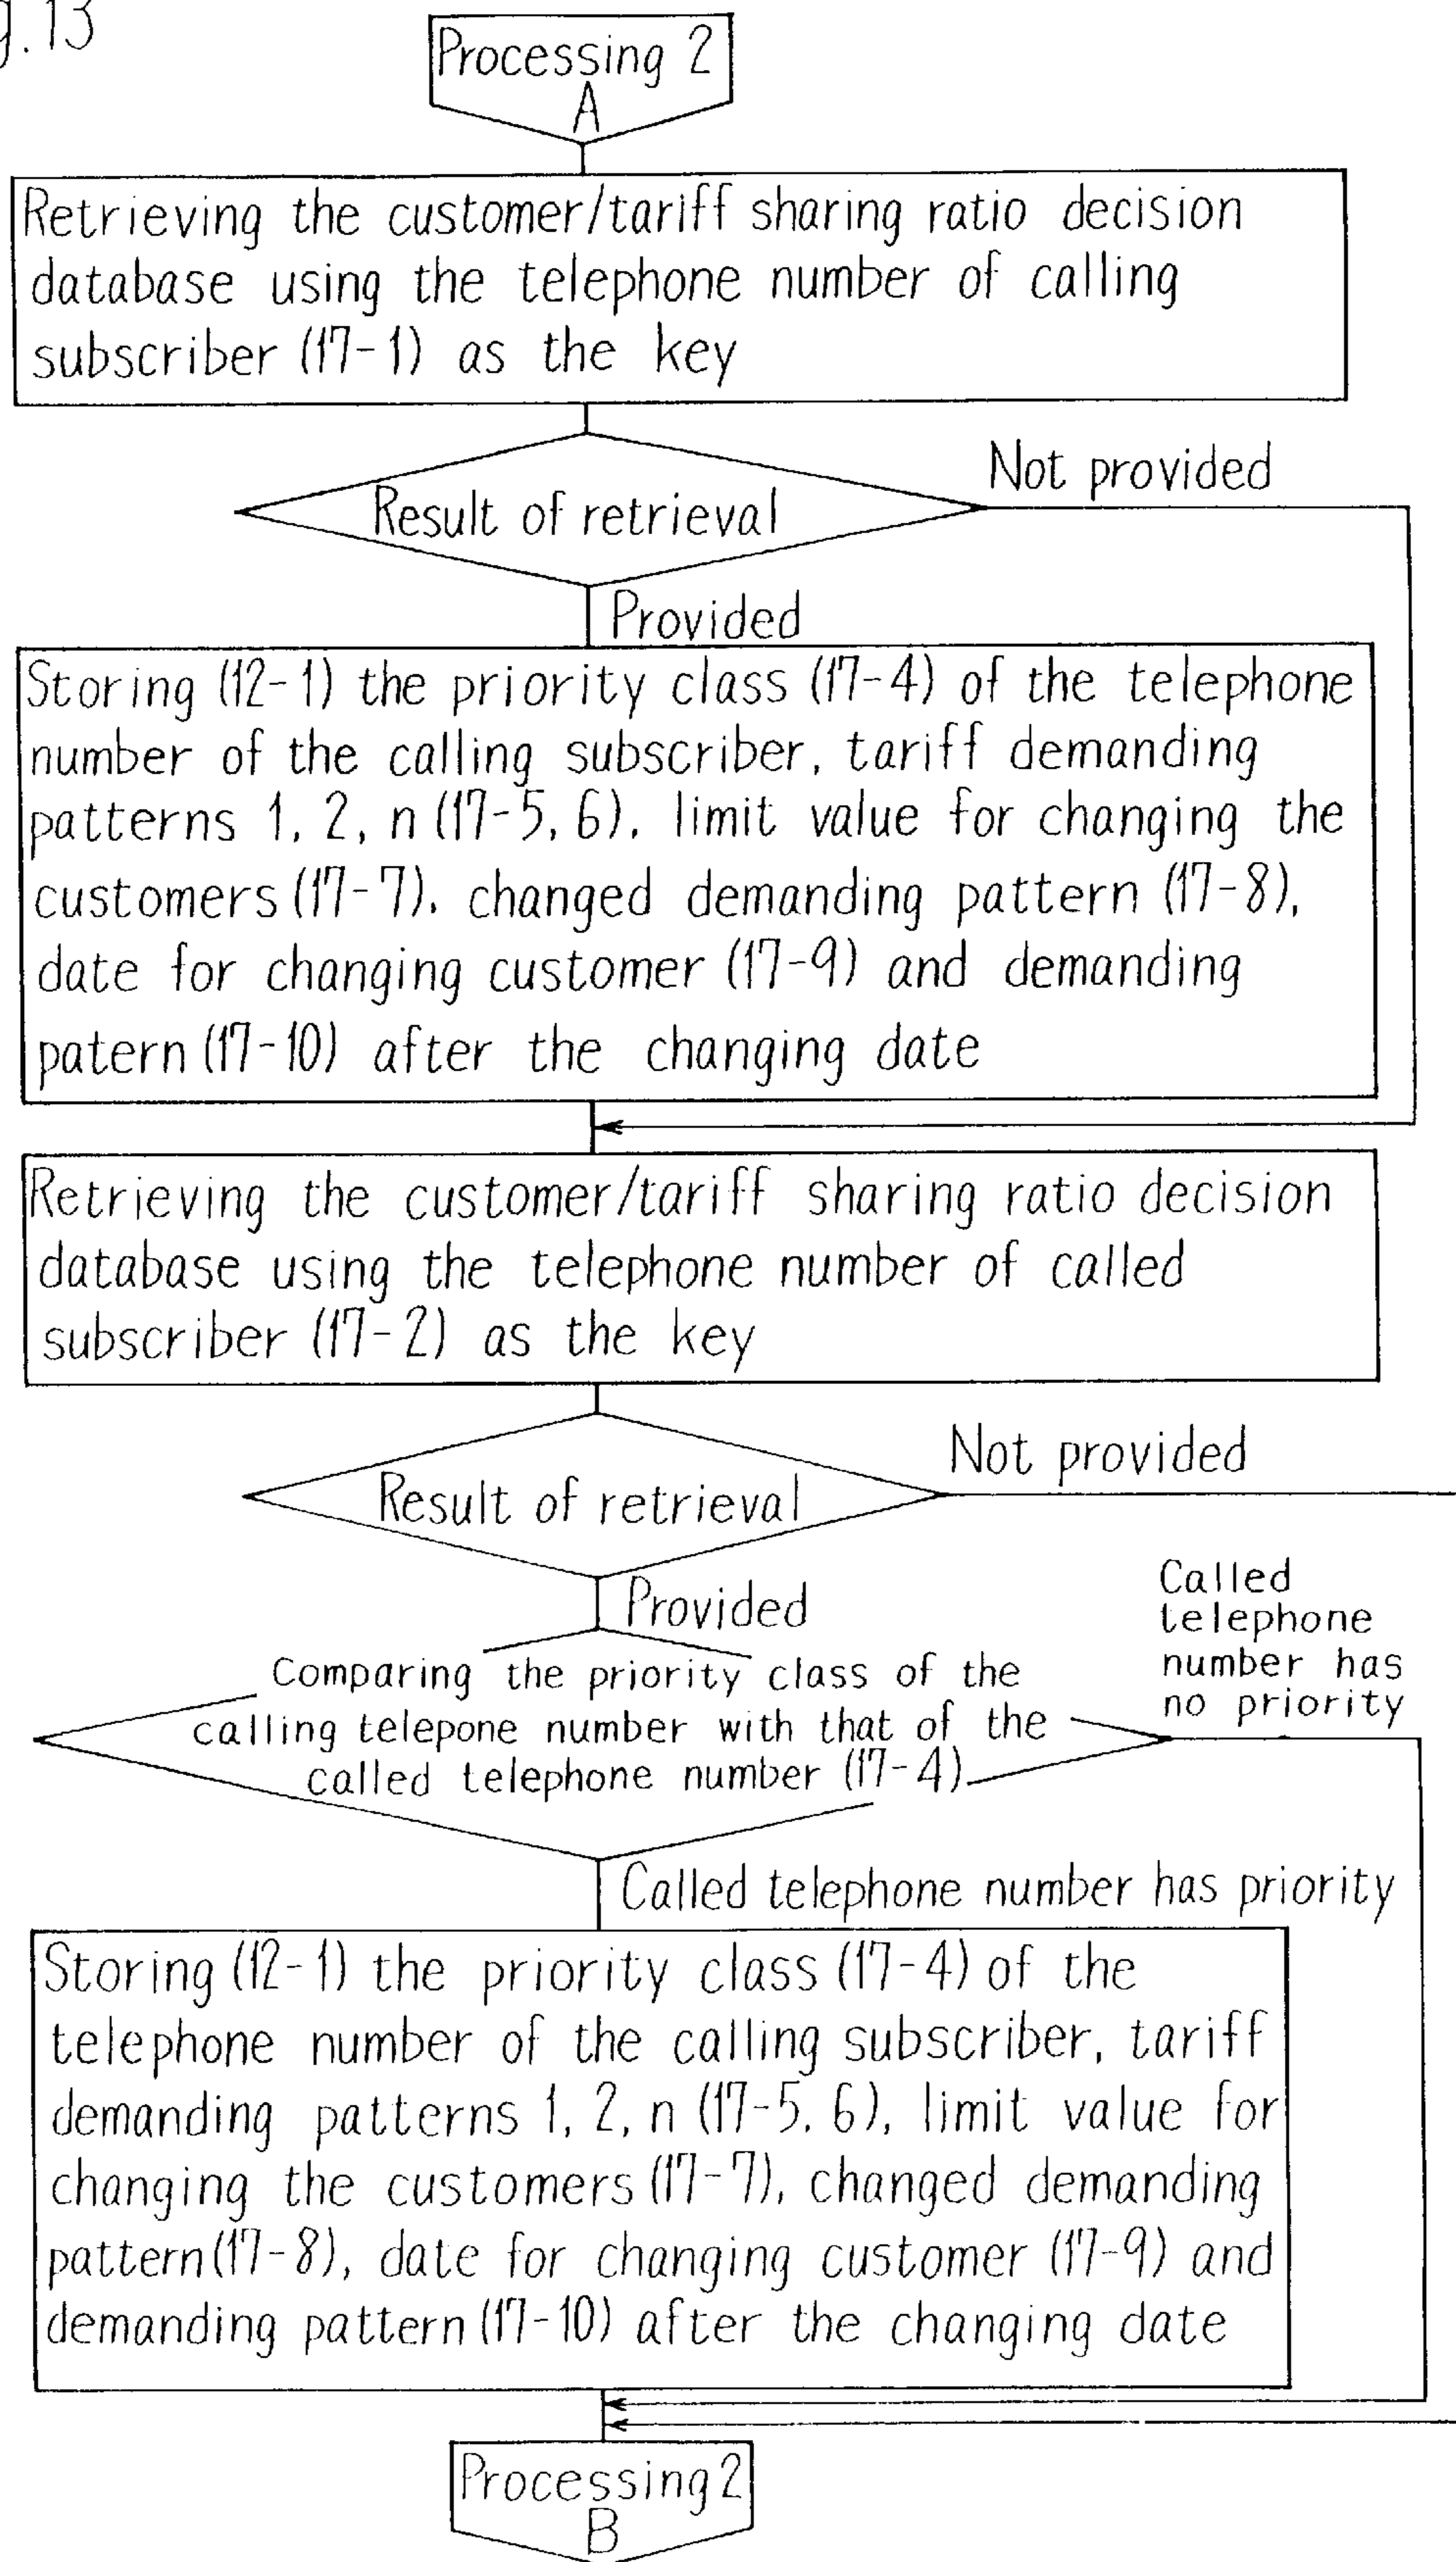 g.13
Processing 2
A
Retrieving the customer/tariff sharing ratio decision
database using the telephone number of calling
subscriber (17-1) as the key
Not provided
Result of retrieval
Provided
Storing (12-1) the priority class (17-4) of the telephone
number of the calling subscriber, tariff demanding
patterns 1, 2, n (17-5, 6), limit value for changing the
customers (17-7), changed demanding pattern (17-8),
date for changing customer (17-9) and demanding
patern (17-10) after the changing date
Retrieving the customer/tariff sharing ratio decision
database using the telephone number of called
subscriber (17-2) as the key
Not provided
Result of retrieval
Provided
Called
telephone
number has
no priority
Comparing the priority class of the
calling telepone number with that of the
called telephone number (17-4)
Called telephone number has priority
Storing (12-1) the priority class (17-4) of the
telephone number of the calling subscriber, tariff
demanding patterns 1, 2, n (17-5, 6), limit value for
changing the customers (17-7), changed demanding
pattern (17-8), date for changing customer (17-9) and
demanding pattern (17-10) after the changing date
Processing 2
B